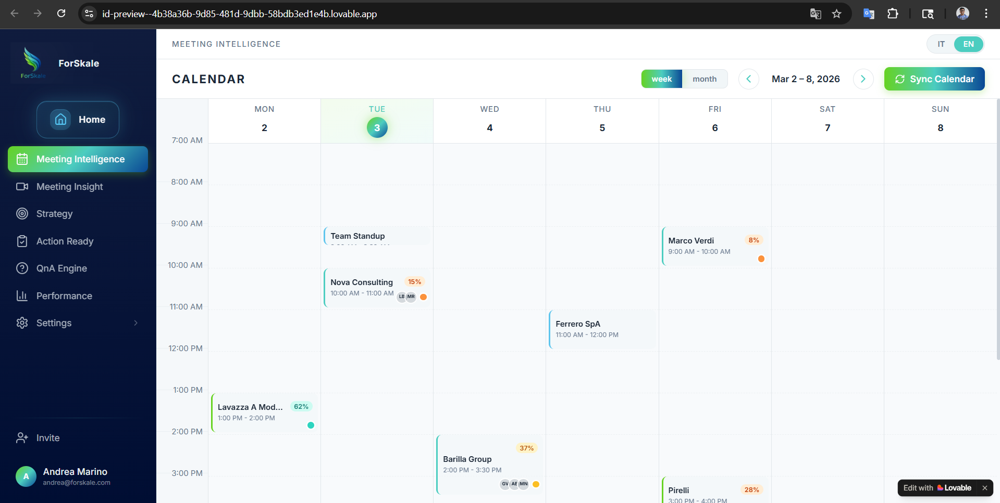 id-preview--4b38a36b-9d85-481d-9dbb-58bdb3ed1e4b.lovable.app
ForSkale
ForSkale
Home
Meeting Intelligence
Meeting Insight
Strategy
Action Ready
QnA Engine
Performance
Settings
Invite
A
Andrea Marino
andrea@forskale.com
MEETING INTELLIGENCE
IT EN
CALENDAR
week month
Mar 2 – 8, 2026
Sync Calendar
MON TUE WED THU FRI SAT SUN
2 3 4 5 6 7 8
7:00 AM
8:00 AM
9:00 AM
Team Standup
Marco Verdi 8%
9:00 AM - 10:00 AM
10:00 AM
Nova Consulting 15%
10:00 AM - 11:00 AM LB MR
11:00 AM
Ferrero SpA
11:00 AM - 12:00 PM
12:00 PM
1:00 PM
Lavazza A Mod... 62%
1:00 PM - 2:00 PM
2:00 PM
37%
Barilla Group
2:00 PM - 3:30 PM
GV AE MN
3:00 PM
Pirelli 28%
3:00 PM - 4:00 PM
Edit with Lovable